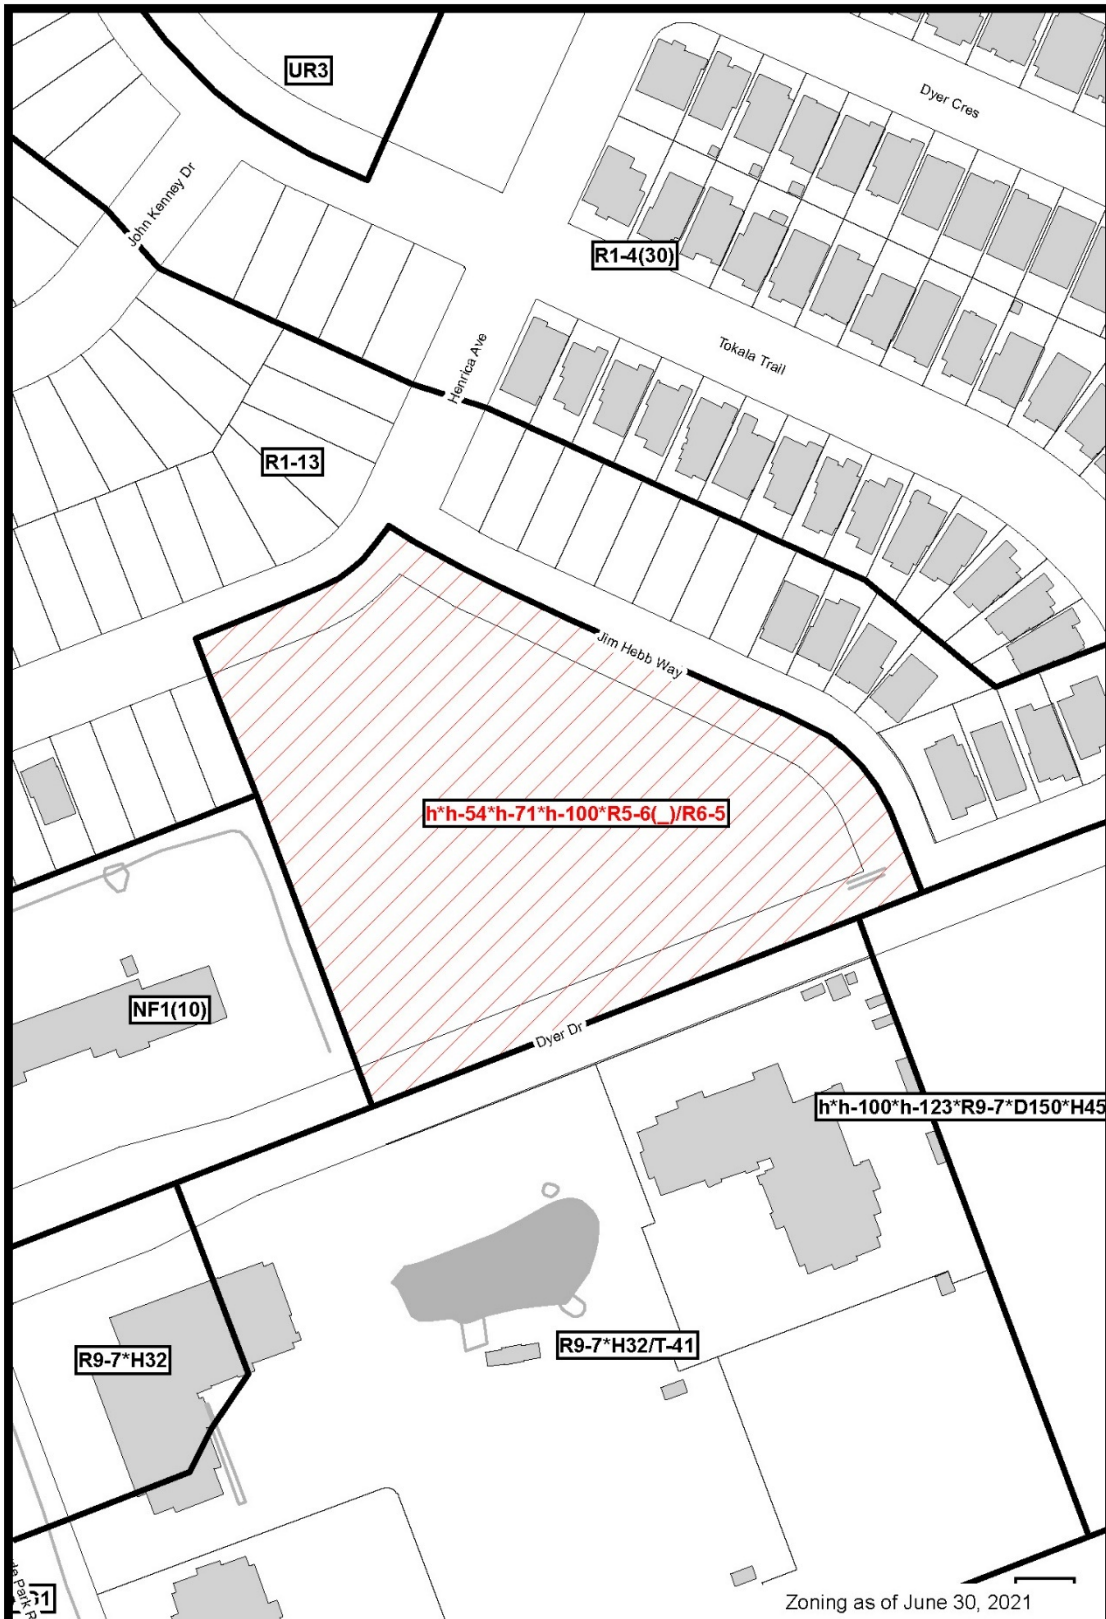 UR3
Dyer Cres
John Kenney Dr
R1-4(30)
Tokala Trail
Henrica Ave
R1-13
Jim Hebb Way
h*h-54*h-71*h-100*R5-6(_)/R6-5
NF1(10)
Dyer Dr
h*h-100*h-123*R9-7*D150*H45
R9-7*H32/T-41
R9-7*H32
Park
Zoning as of June 30, 2021